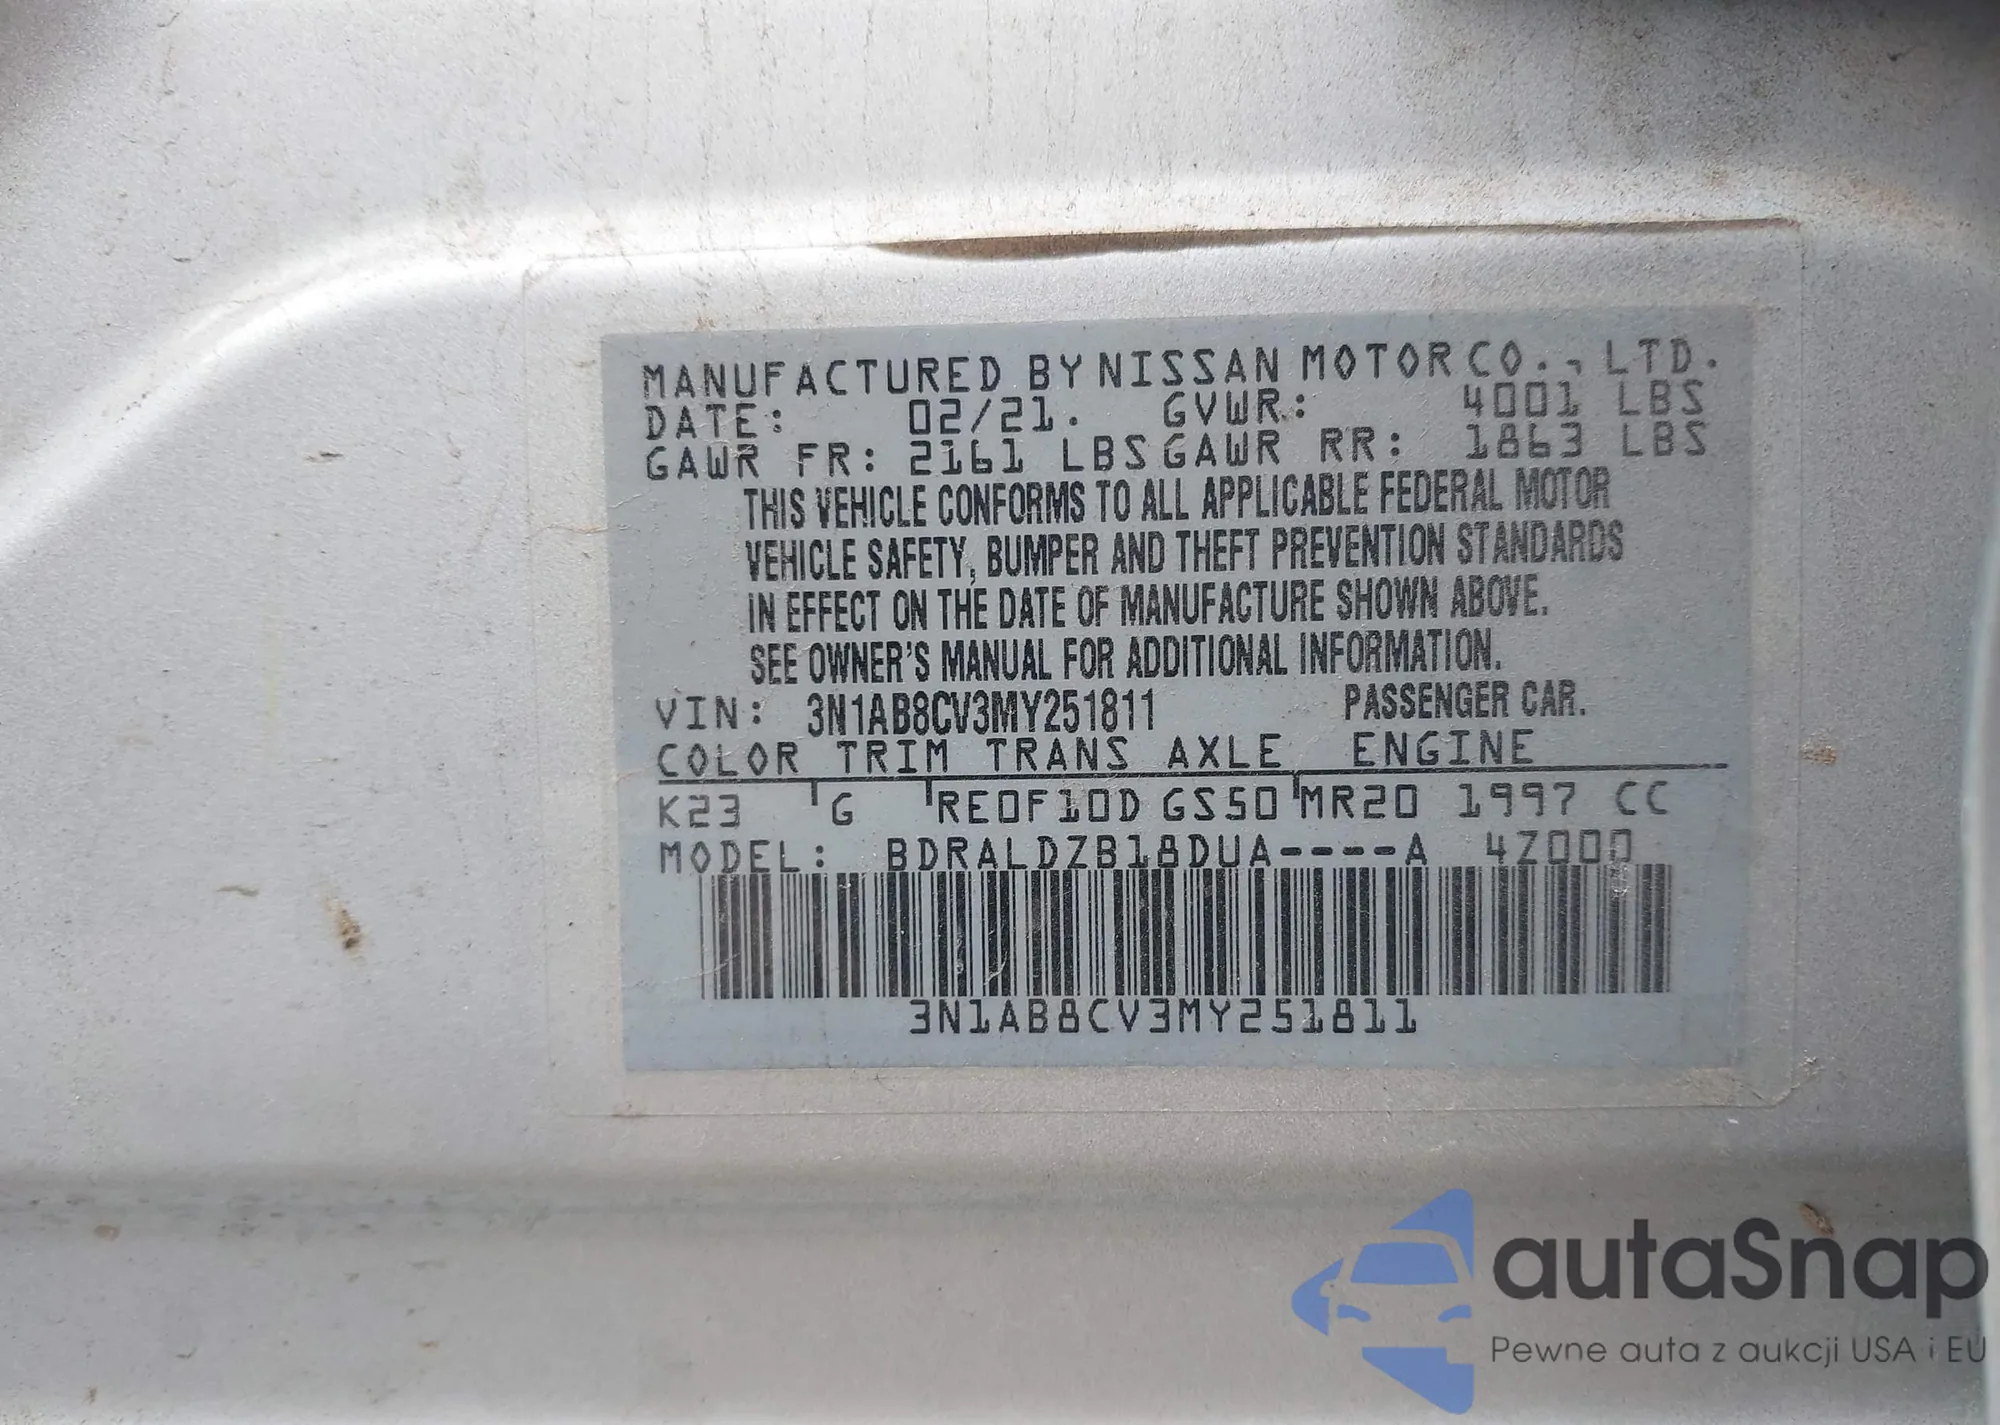 MANUFACTURED BY NISSAN MOTOR CO., LTD.
DATE: 02/21. GVWR: 4001 LBS
GAWR FR: 2161 LBS GAWR RR: 1863 LBS
THIS VEHICLE CONFORMS TO ALL APPLICABLE FEDERAL MOTOR
VEHICLE SAFETY, BUMPER AND THEFT PREVENTION STANDARDS
IN EFFECT ON THE DATE OF MANUFACTURE SHOWN ABOVE.
SEE OWNER'S MANUAL FOR ADDITIONAL INFORMATION.
VIN: 3N1AB8CV3MY251811 PASSENGER CAR.
COLOR TRIM TRANS AXLE ENGINE
K23 G RE0F10D GS50 MR20 1997 CC
MODEL: BDRALDZB18DUA----A 4Z000
3N1AB8CV3MY251811
autaSnap
Pewne auta z aukcji USA i EU